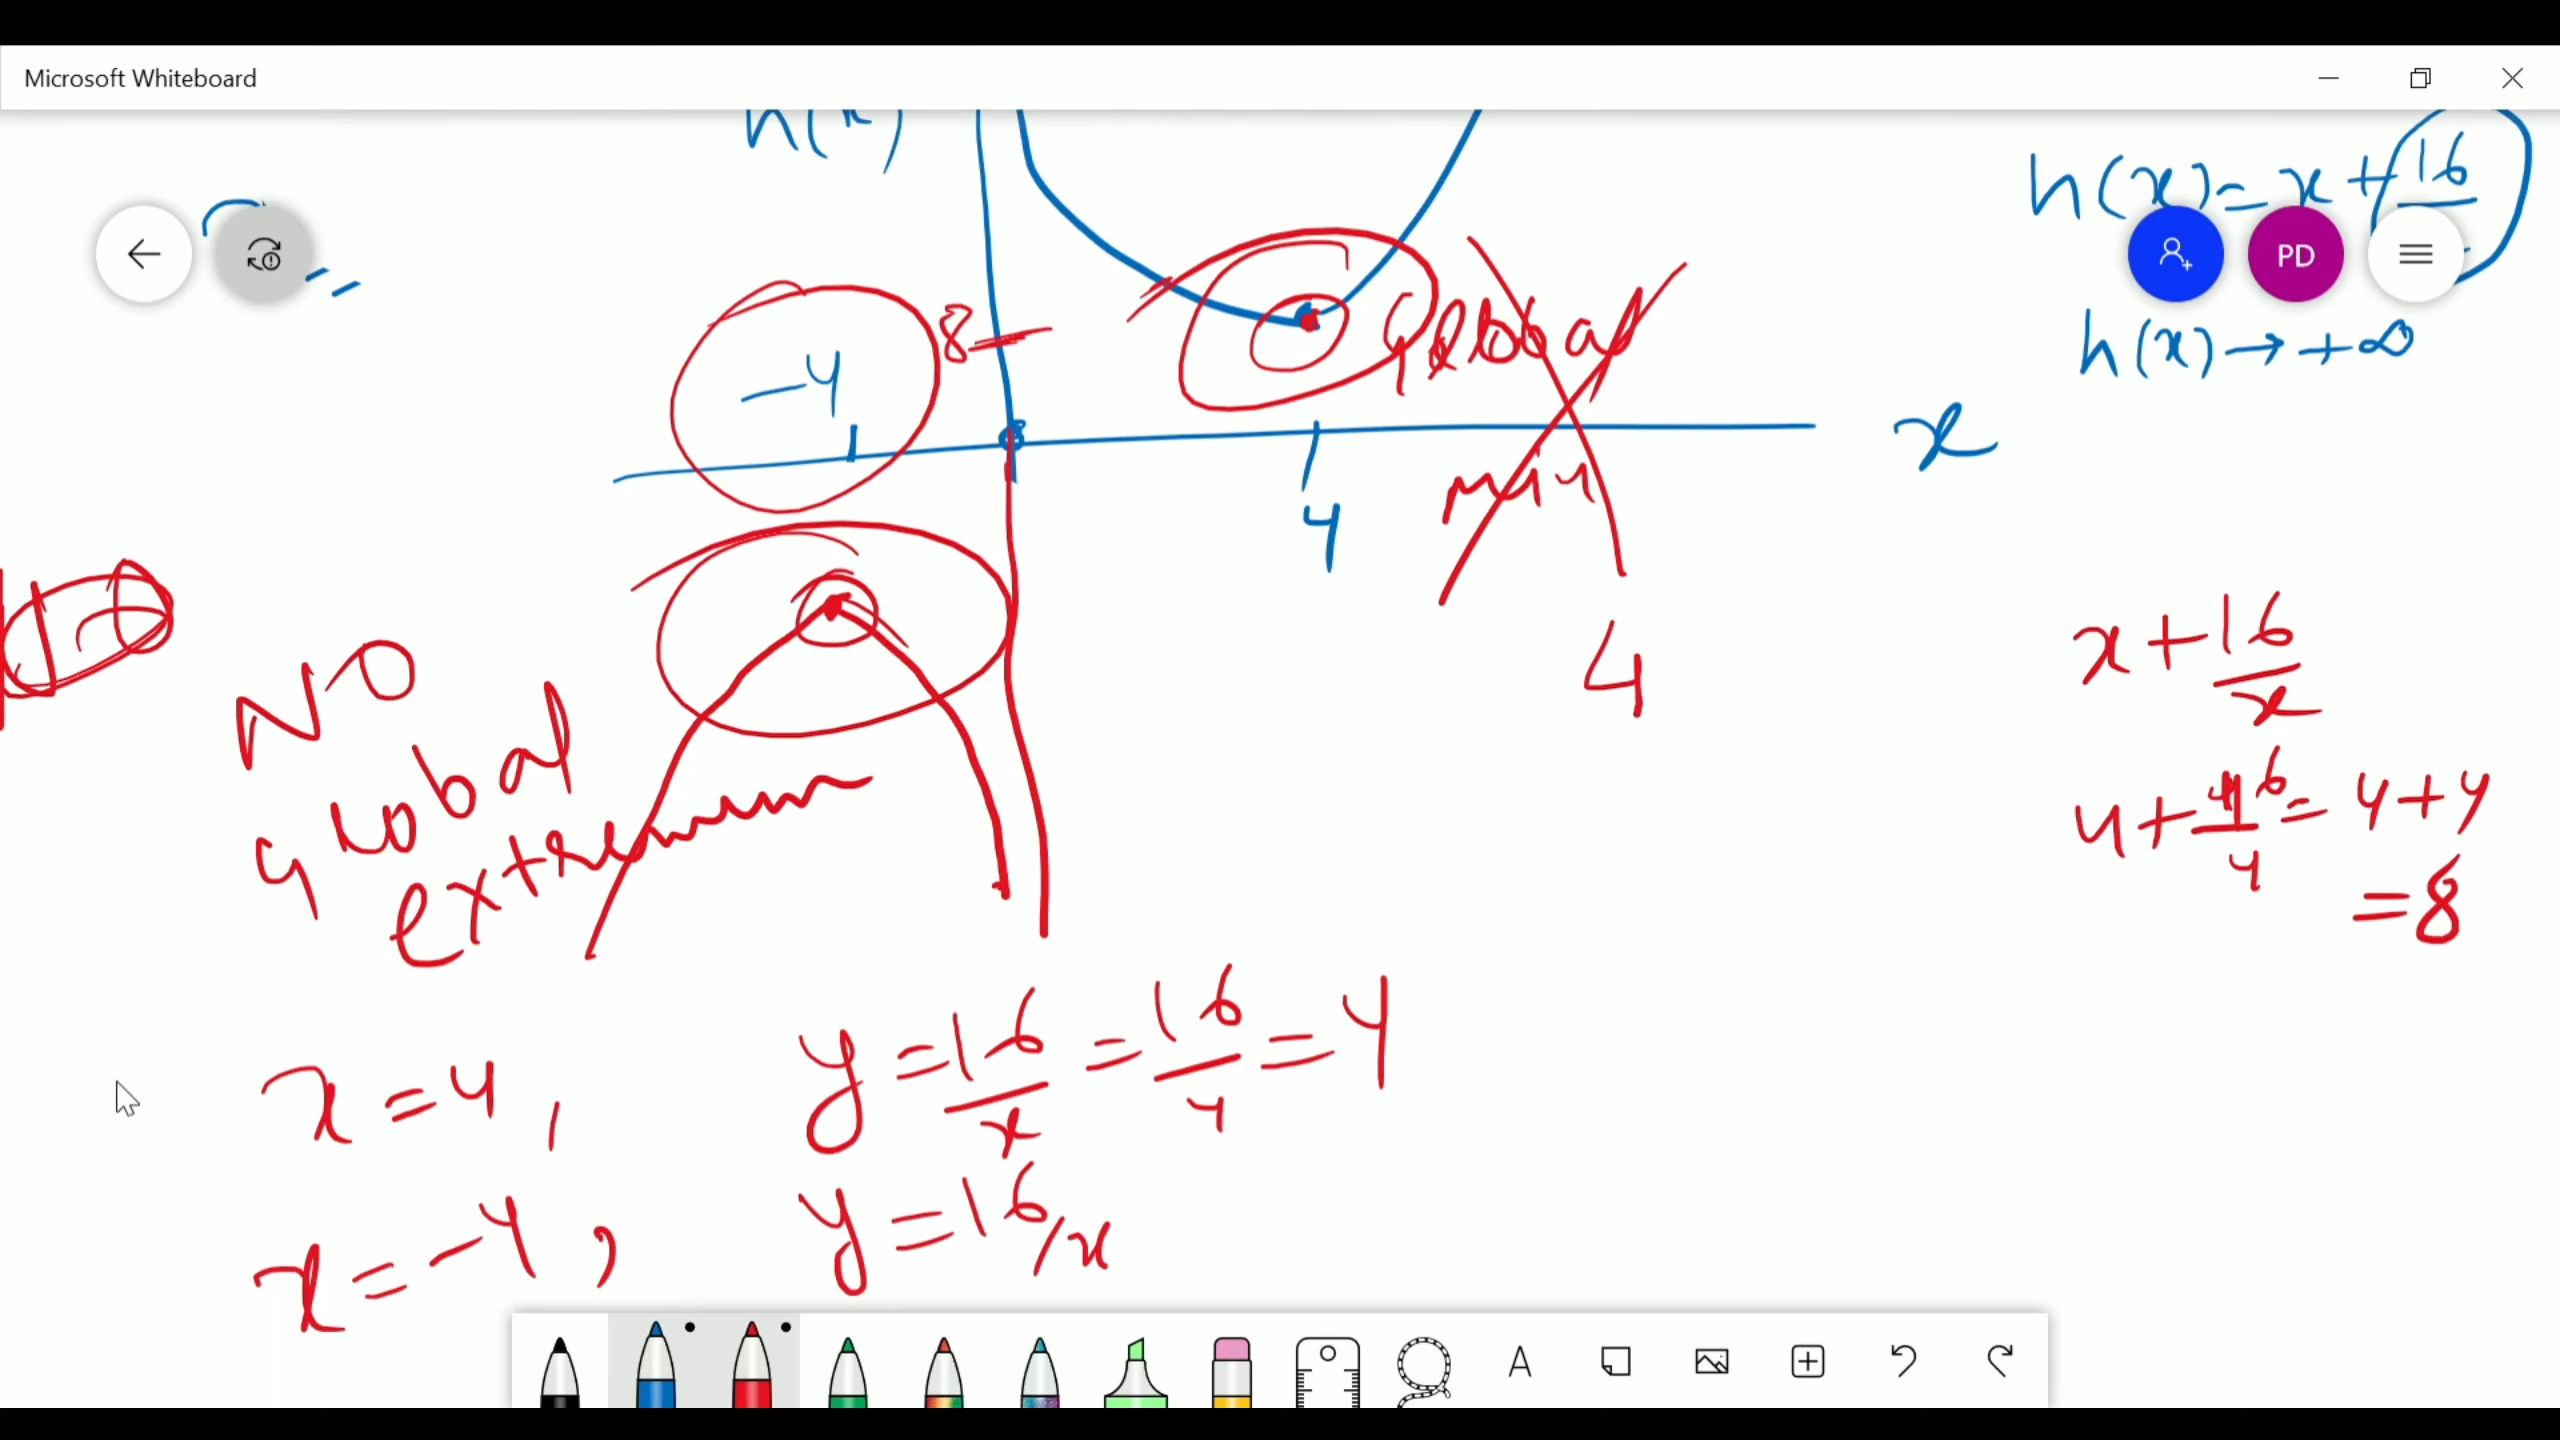 Microsoft Whiteboard
h(x)
h(x) = x + 16
PD
h(x) → +∞
8
-4
Global
min
x
4
4
NO
Global
extremum
x + 16/x
4 + 16/4 = 4 + 4
= 8
x = 4, y = 16/x = 16/4 = 4
x = -4, y = 16/x
A